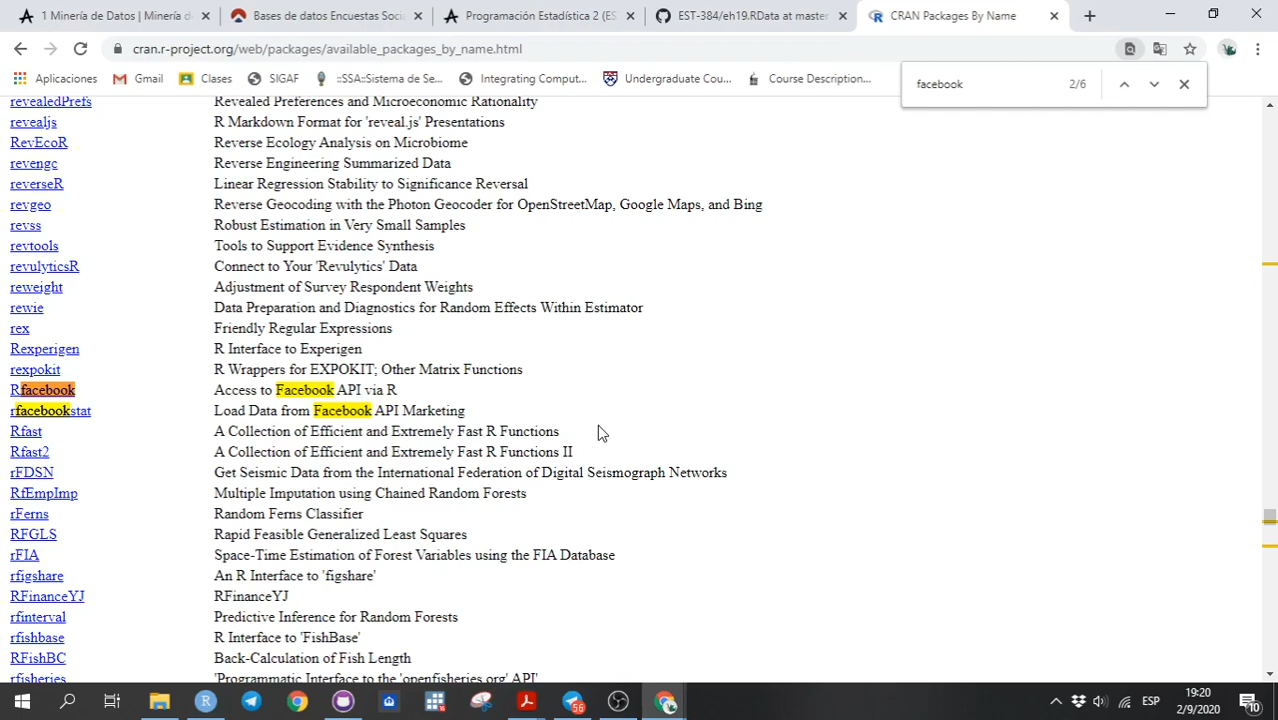 1 Minería de Datos | Minería d
Bases de datos Encuestas Socia
Programación Estadística 2 (ES
EST-384/eh19.RData at master
CRAN Packages By Name
cran.r-project.org/web/packages/available_packages_by_name.html
Aplicaciones
Gmail
Clases
SIGAF
::SSA::Sistema de Se...
Integrating Comput...
Undergraduate Cou...
Course Description...
facebook 2/6
revealedPrefs Revealed Preferences and Microeconomic Rationality
revealjs R Markdown Format for 'reveal.js' Presentations
RevEcoR Reverse Ecology Analysis on Microbiome
revengc Reverse Engineering Summarized Data
reverseR Linear Regression Stability to Significance Reversal
revgeo Reverse Geocoding with the Photon Geocoder for OpenStreetMap, Google Maps, and Bing
revss Robust Estimation in Very Small Samples
revtools Tools to Support Evidence Synthesis
revulyticsR Connect to Your 'Revulytics' Data
reweight Adjustment of Survey Respondent Weights
rewie Data Preparation and Diagnostics for Random Effects Within Estimator
rex Friendly Regular Expressions
Rexperigen R Interface to Experigen
rexpokit R Wrappers for EXPOKIT; Other Matrix Functions
Rfacebook Access to Facebook API via R
rfacebookstat Load Data from Facebook API Marketing
Rfast A Collection of Efficient and Extremely Fast R Functions
Rfast2 A Collection of Efficient and Extremely Fast R Functions II
rFDSN Get Seismic Data from the International Federation of Digital Seismograph Networks
RfEmpImp Multiple Imputation using Chained Random Forests
rFerns Random Ferns Classifier
RFGLS Rapid Feasible Generalized Least Squares
rFIA Space-Time Estimation of Forest Variables using the FIA Database
rfigshare An R Interface to 'figshare'
RFinanceYJ RFinanceYJ
rfinterval Predictive Inference for Random Forests
rfishbase R Interface to 'FishBase'
RFishBC Back-Calculation of Fish Length
rfisheries 'Programmatic Interface to the 'openfisheries.org' API'
56
ESP
19:20
2/9/2020
10